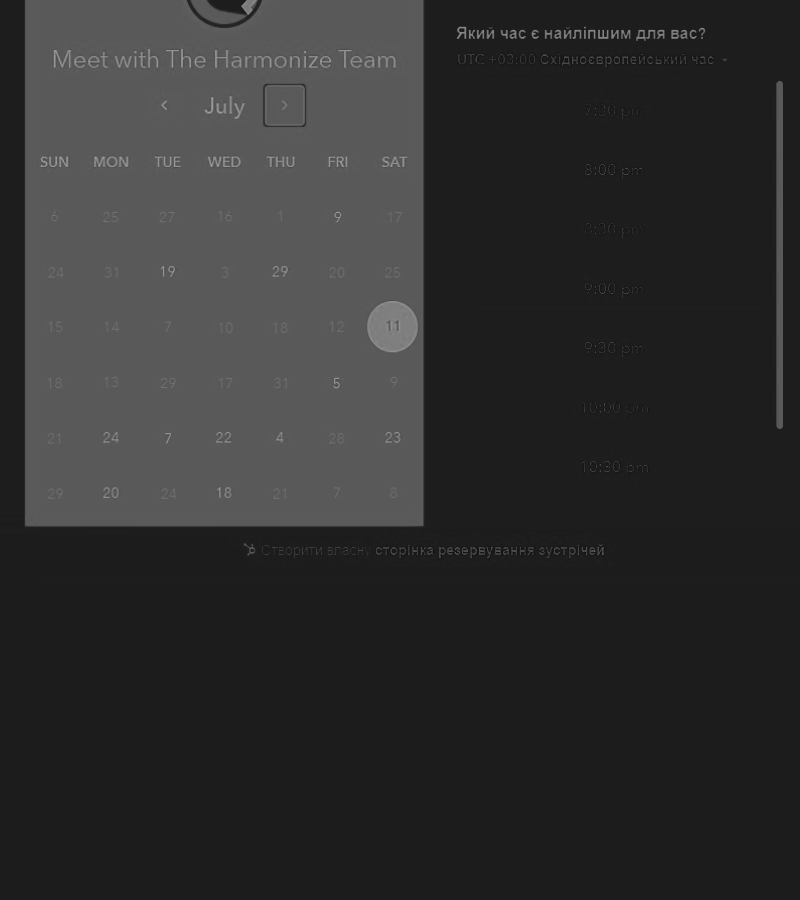 Meet with The Harmonize Team
July
SUN MON TUE WED THU FRI SAT
6 25 27 16 1 9 17
24 31 19 3 29 20 25
15 14 7 10 18 12 11
18 13 29 17 31 5 9
21 24 7 22 4 28 23
29 20 24 18 21 7 8
Який час є найліпшим для вас?
UTC +03:00 Східноєвропейський час
7:30 pm
8:00 pm
8:30 pm
9:00 pm
9:30 pm
10:00 pm
10:30 pm
Створити власну сторінка резервування зустрічей